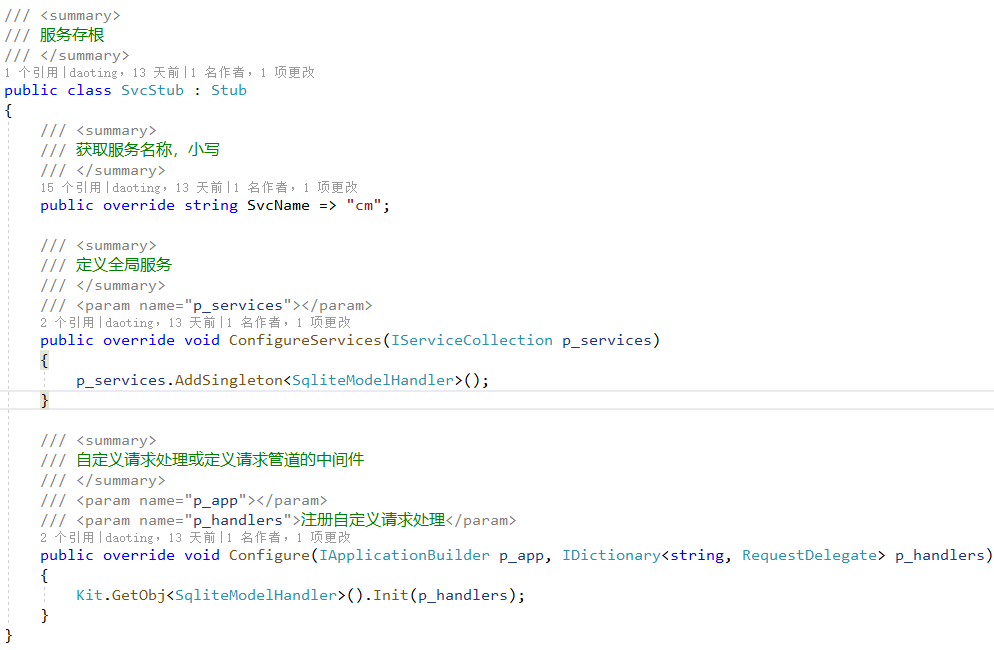 /// <summary>
/// 服务存根
/// </summary>
1 个引用|daoting，13 天前|1 名作者，1 项更改
public class SvcStub : Stub
{
    /// <summary>
    /// 获取服务名称，小写
    /// </summary>
    15 个引用|daoting，13 天前|1 名作者，1 项更改
    public override string SvcName => "cm";

    /// <summary>
    /// 定义全局服务
    /// </summary>
    /// <param name="p_services"></param>
    2 个引用|daoting，13 天前|1 名作者，1 项更改
    public override void ConfigureServices(IServiceCollection p_services)
    {
        p_services.AddSingleton<SqliteModelHandler>();
    }

    /// <summary>
    /// 自定义请求处理或定义请求管道的中间件
    /// </summary>
    /// <param name="p_app"></param>
    /// <param name="p_handlers">注册自定义请求处理</param>
    2 个引用|daoting，13 天前|1 名作者，1 项更改
    public override void Configure(IApplicationBuilder p_app, IDictionary<string, RequestDelegate> p_handlers)
    {
        Kit.GetObj<SqliteModelHandler>().Init(p_handlers);
    }
}